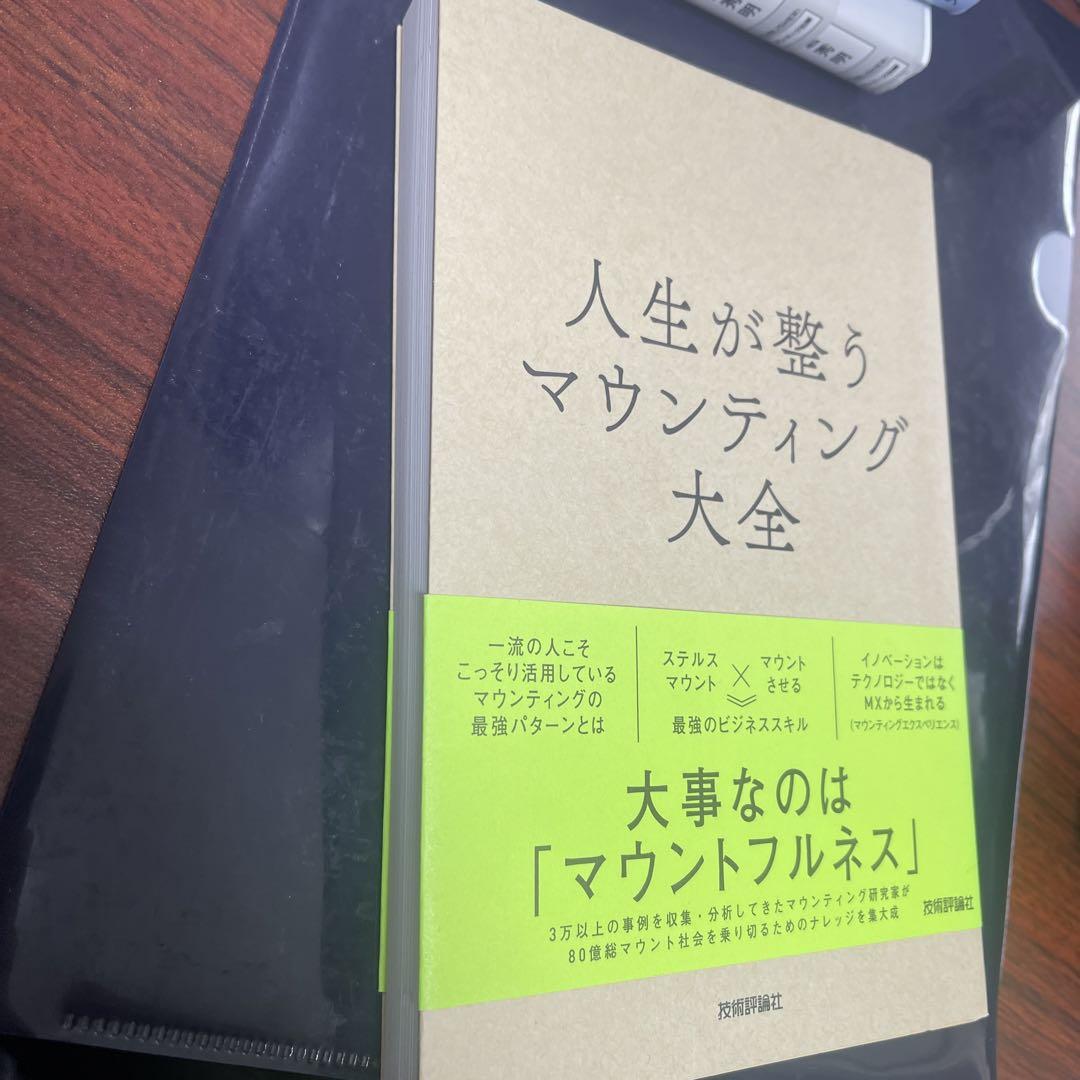 人生が整う
マウンティング
大全
一流の人こそ
こっそり活用している
マウンティングの
最強パターンとは
ステルス
マウント
×
マウント
させる
最強のビジネススキル
イノベーションは
テクノロジーではなく
MXから生まれる
(マウンティングエクスペリエンス)
大事なのは
「マウントフルネス」
3万以上の事例を収集・分析してきたマウンティング研究家が
80億総マウント社会を乗り切るためのナレッジを集大成
技術評論社
技術評論社